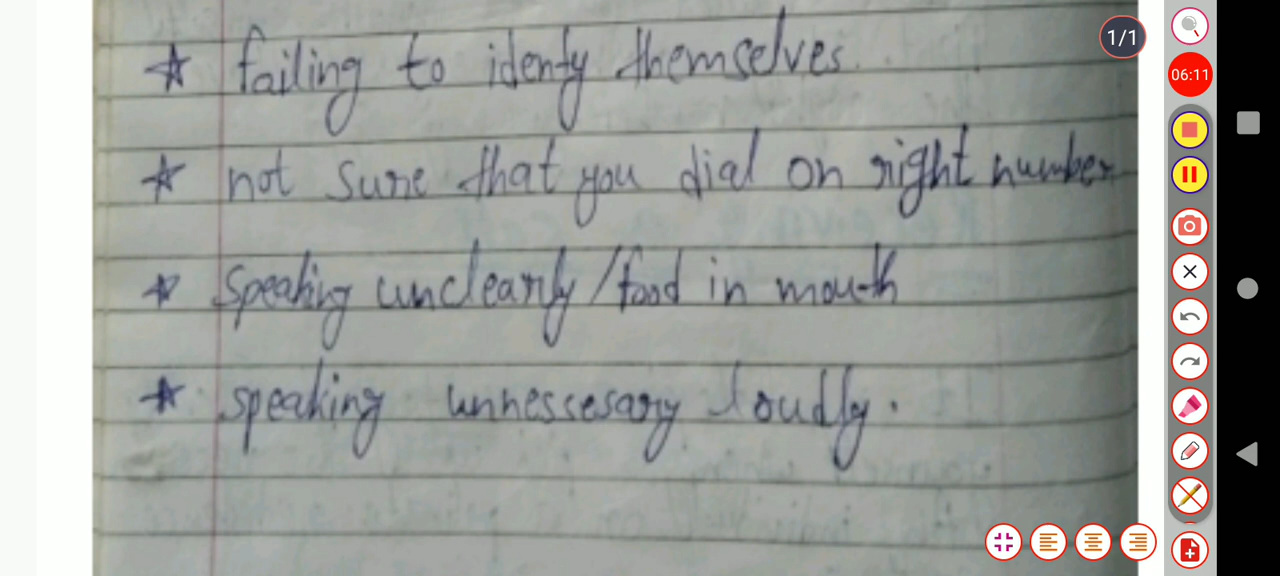 1/1
06:11
☆ failing to idenfy themselves.
☆ not sure that you dial on right number
☆ speaking unclearly/food in mouth
☆ speaking unnessesary loudly.